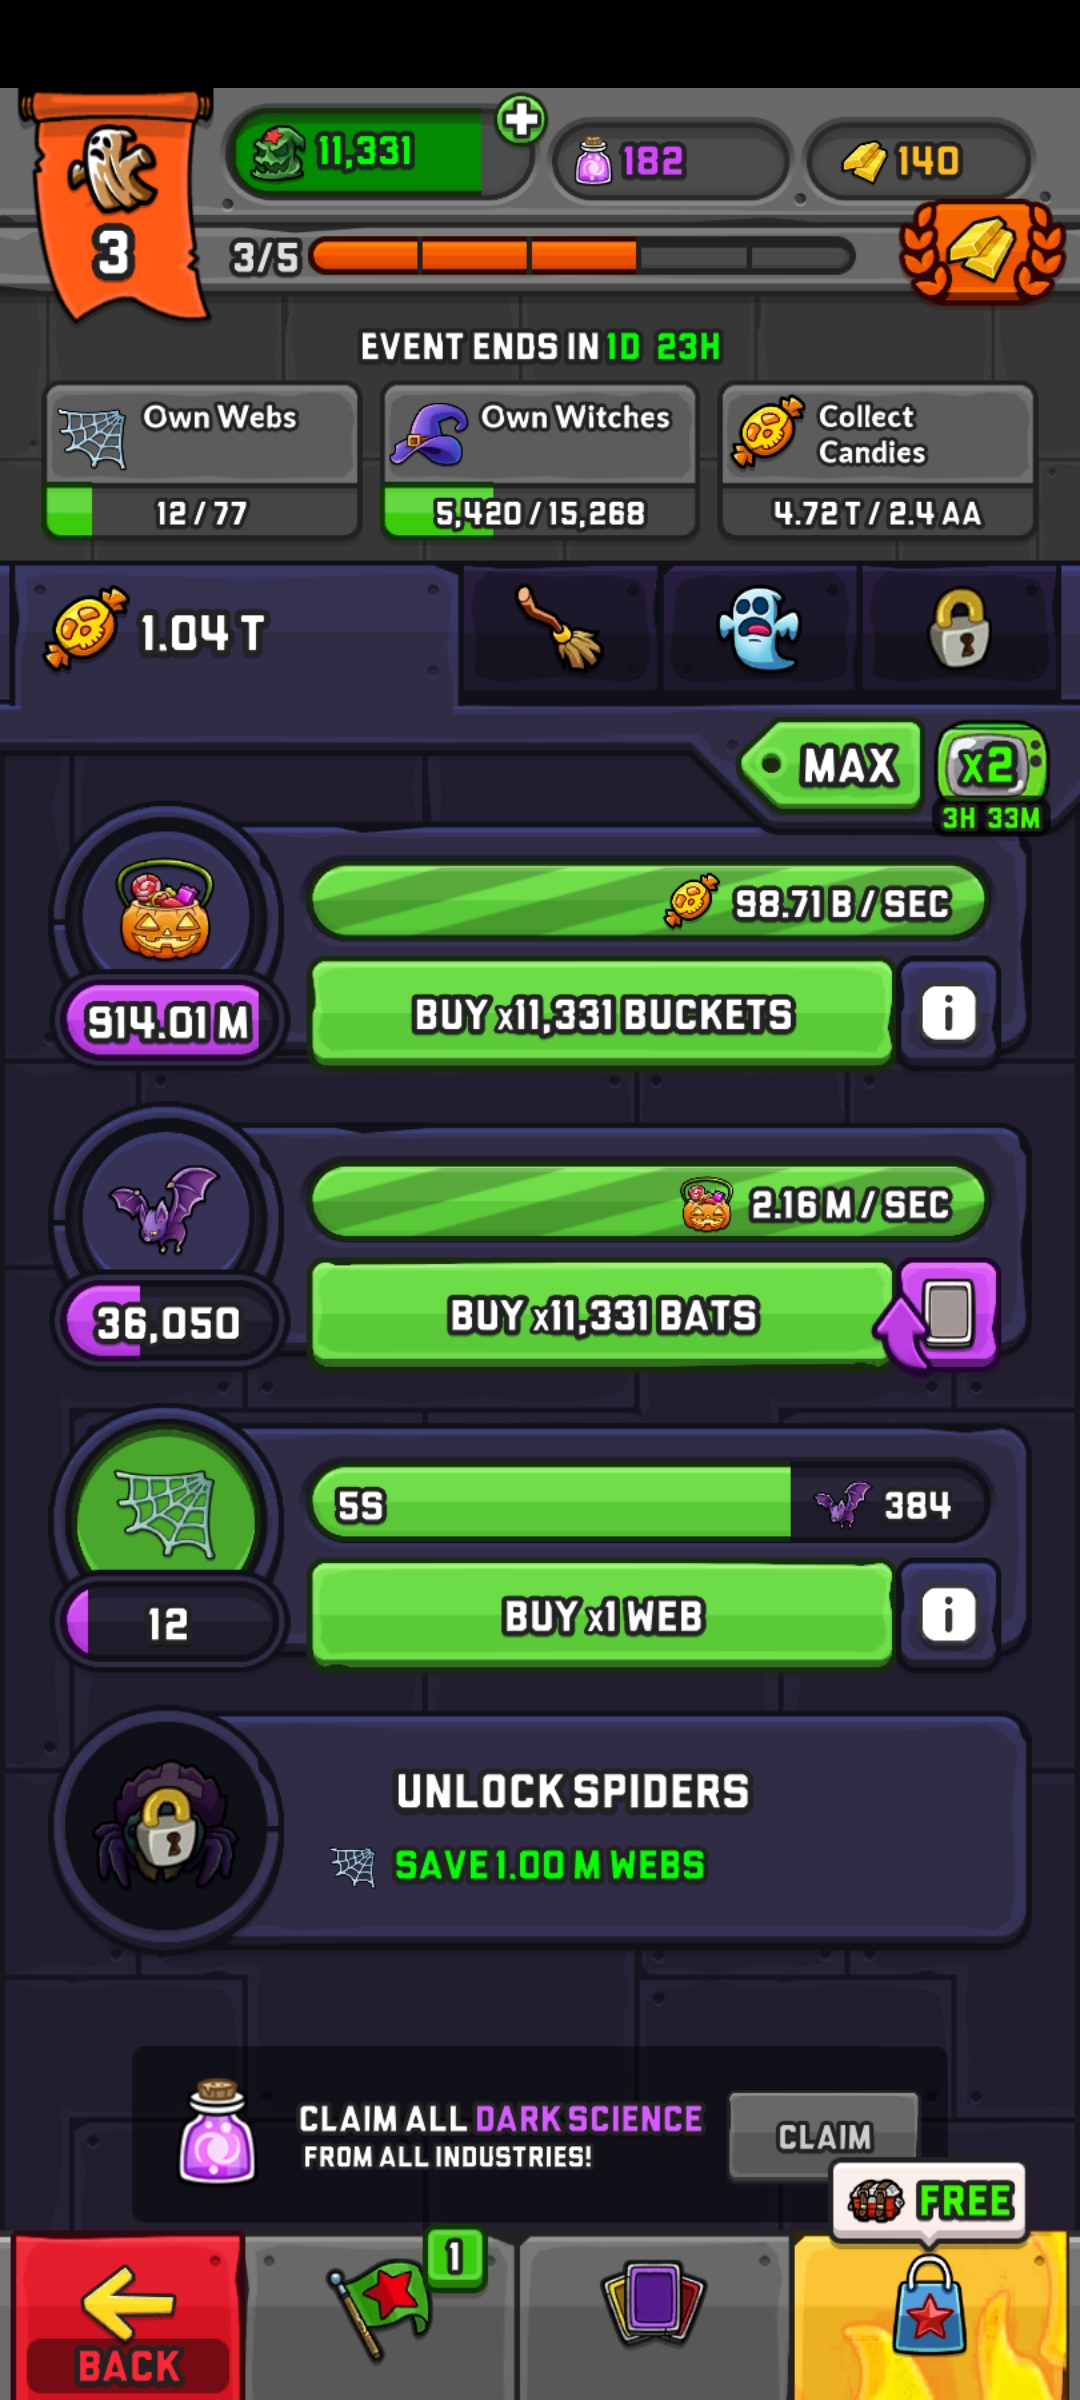 11,331
182
140
3
3/5
EVENT ENDS IN 1D 23H
Own Webs
12 / 77
Own Witches
5,420 / 15,268
Collect
Candies
4.72 T / 2.4 AA
1.04 T
MAX
x2
3H 33M
98.71 B / SEC
914.01 M
BUY x11,331 BUCKETS
i
2.16 M / SEC
36,050
BUY x11,331 BATS
5S
384
12
BUY x1 WEB
i
UNLOCK SPIDERS
SAVE 1.00 M WEBS
CLAIM ALL DARK SCIENCE
FROM ALL INDUSTRIES!
CLAIM
FREE
1
BACK